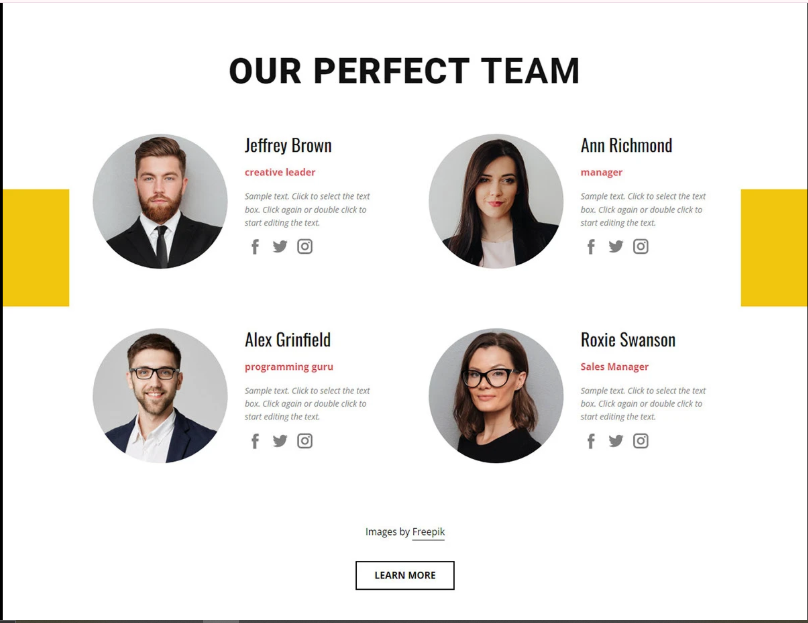 OUR PERFECT TEAM
Jeffrey Brown
creative leader
Sample text. Click to select the text
box. Click again or double click to
start editing the text.
Ann Richmond
manager
Sample text. Click to select the text
box. Click again or double click to
start editing the text.
Alex Grinfield
programming guru
Sample text. Click to select the text
box. Click again or double click to
start editing the text.
Roxie Swanson
Sales Manager
Sample text. Click to select the text
box. Click again or double click to
start editing the text.
Images by Freepik
LEARN MORE